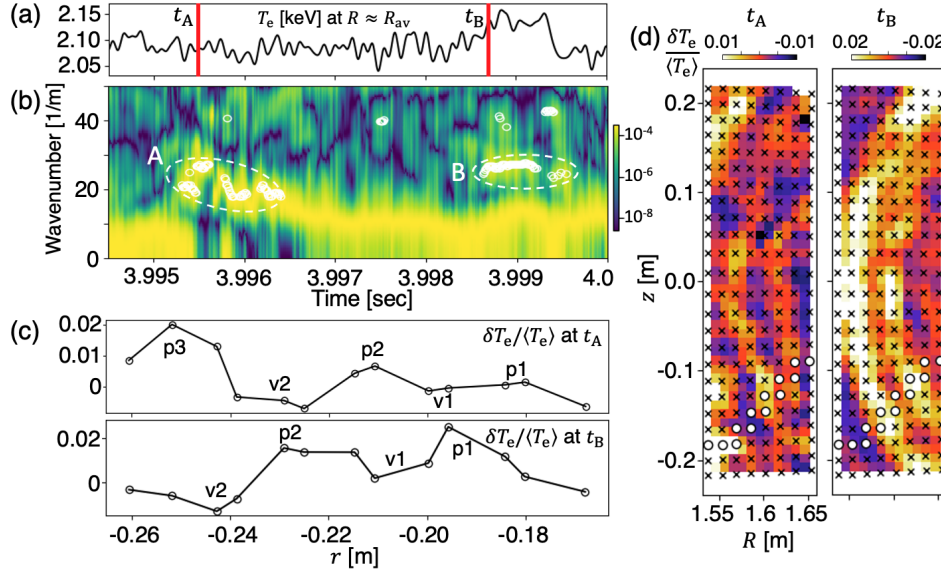 (a)
t_A
T_e [keV] at R ≈ R_av
t_B
2.15
2.10
2.05
(b)
Wavenumber [1/m]
40
20
0
A
B
10^-4
10^-6
10^-8
3.995
3.996
3.997
3.998
3.999
4.0
Time [sec]
(c)
0.02
0.01
0
δT_e/⟨T_e⟩ at t_A
p3
v2
p2
v1
p1
0.02
0
δT_e/⟨T_e⟩ at t_B
v2
p2
v1
p1
-0.26
-0.24
-0.22
-0.20
-0.18
r [m]
(d)
δT_e
⟨T_e⟩
t_A
t_B
0.01
-0.01
0.02
-0.02
0.2
0.1
0.0
-0.1
-0.2
z [m]
1.55
1.6
1.65
R [m]